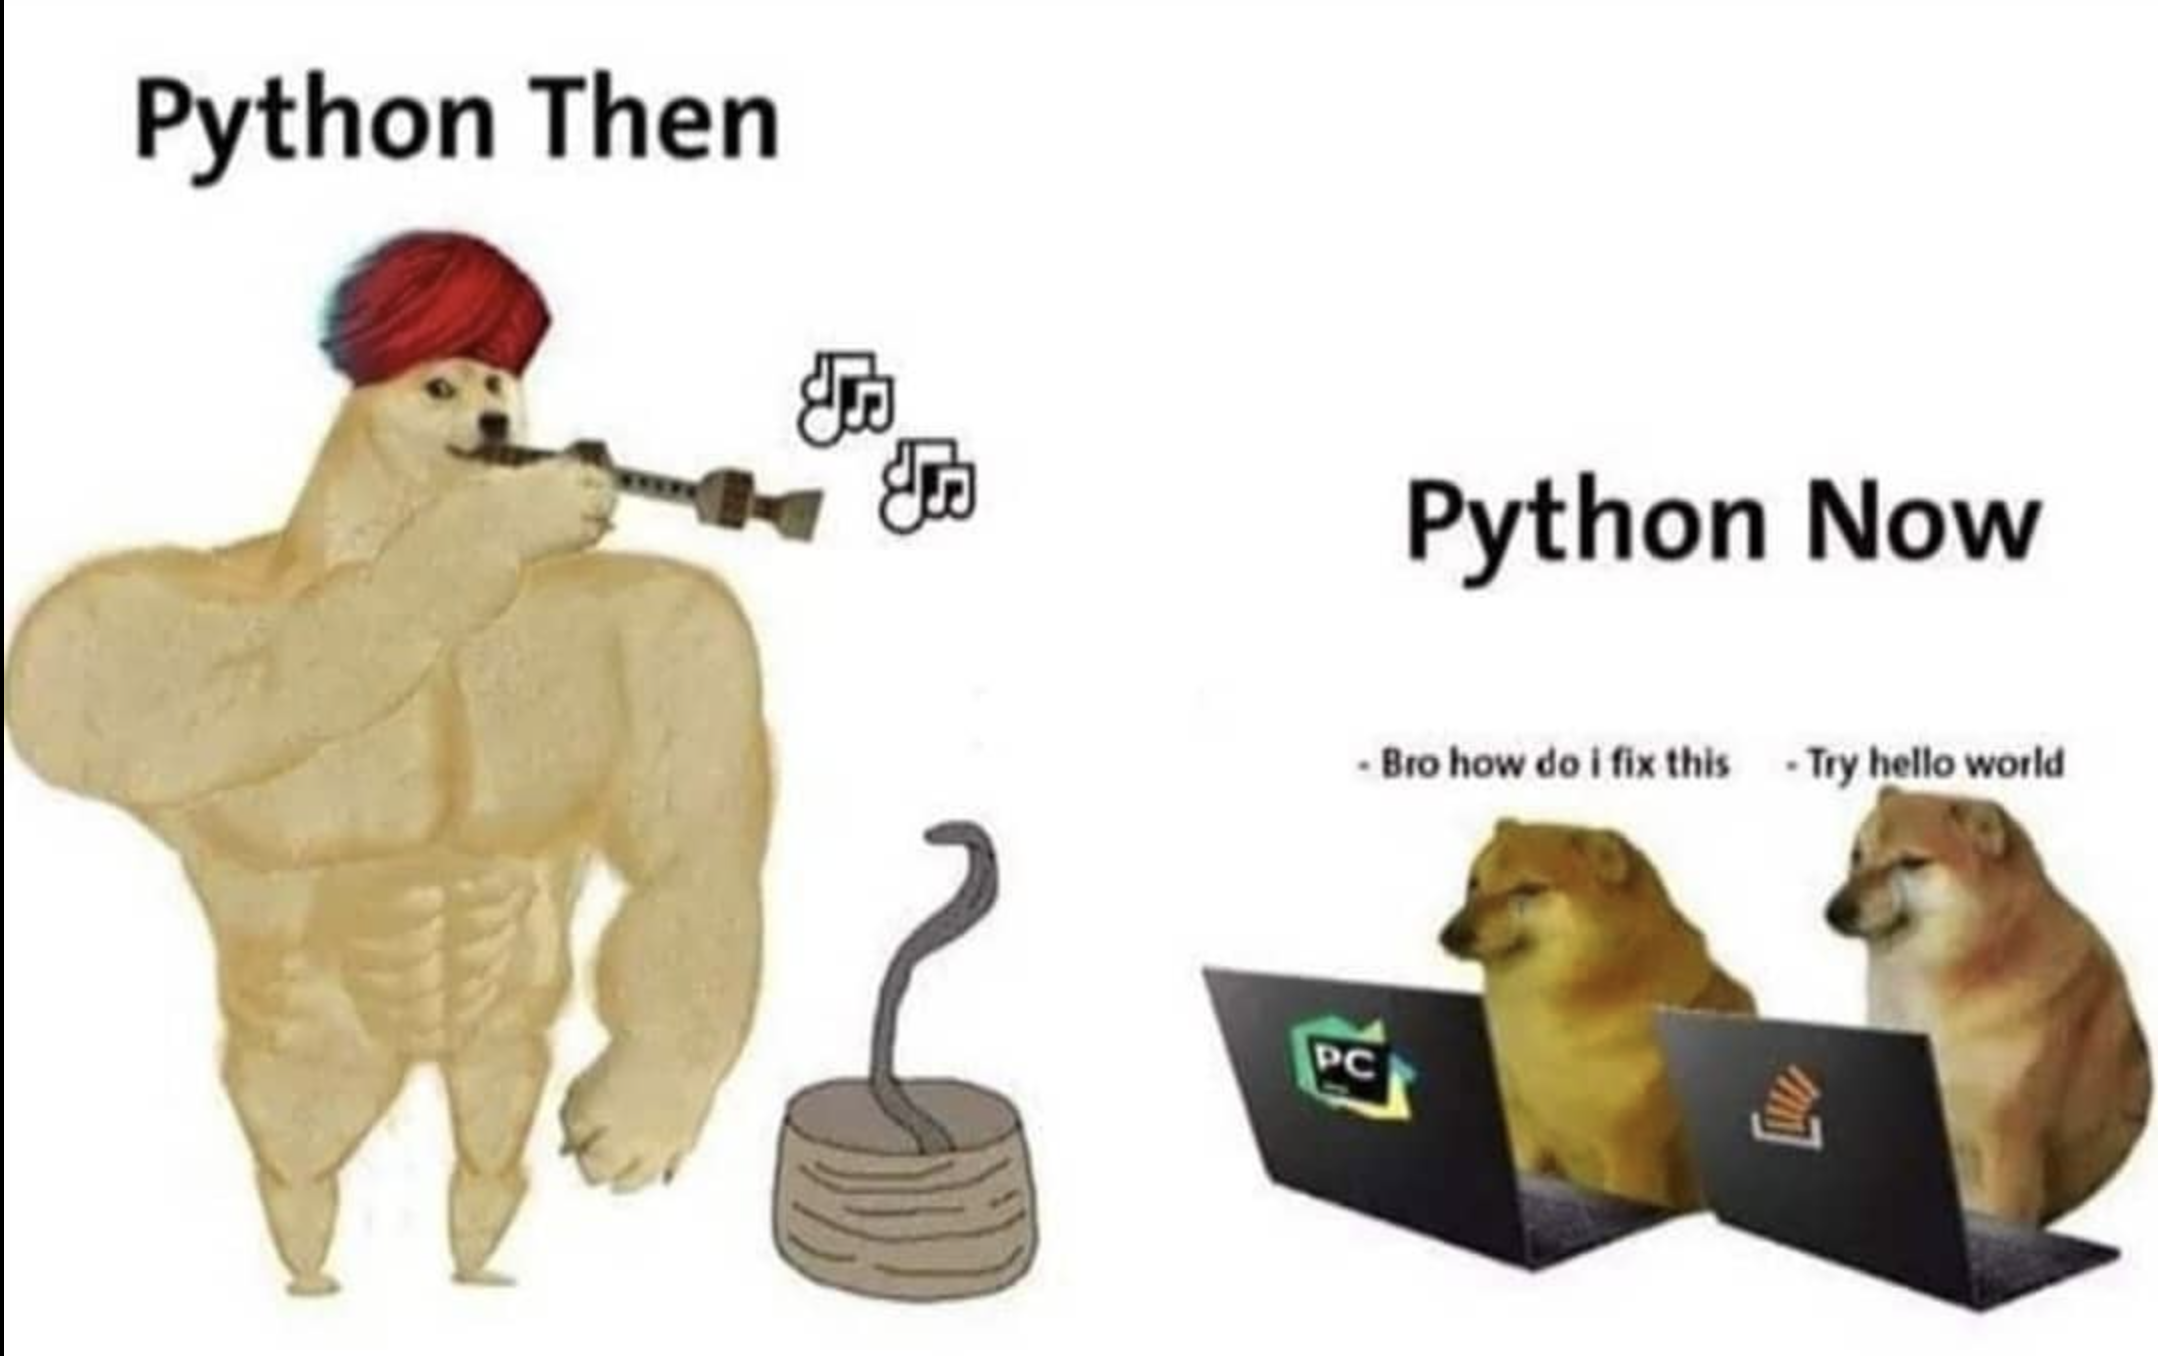 Python Then
Python Now
- Bro how do i fix this
- Try hello world
PC